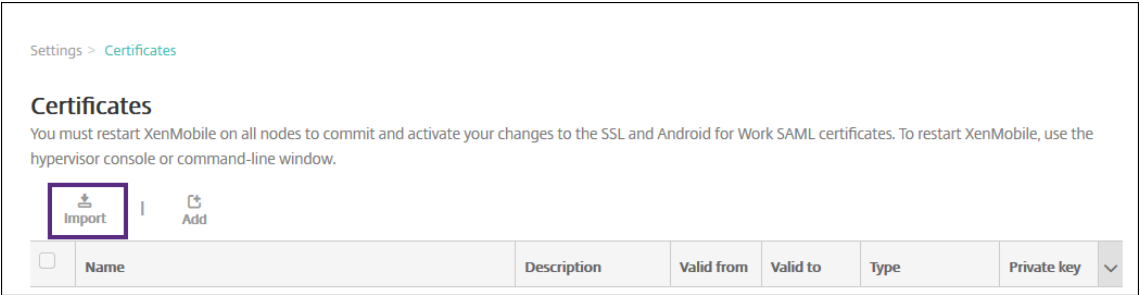 Settings > Certificates
Certificates
You must restart XenMobile on all nodes to commit and activate your changes to the SSL and Android for Work SAML certificates. To restart XenMobile, use the
hypervisor console or command-line window.
Import | Add
Name Description Valid from Valid to Type Private key